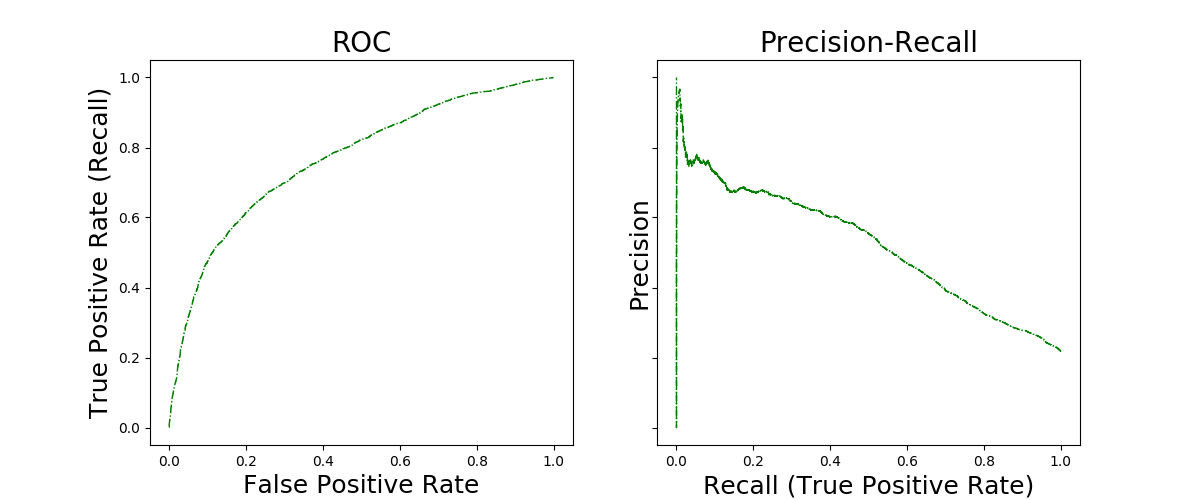 ROC
True Positive Rate (Recall)
1.0
0.8
0.6
0.4
0.2
0.0
0.0 0.2 0.4 0.6 0.8 1.0
False Positive Rate
Precision-Recall
Precision
0.0 0.2 0.4 0.6 0.8 1.0
Recall (True Positive Rate)